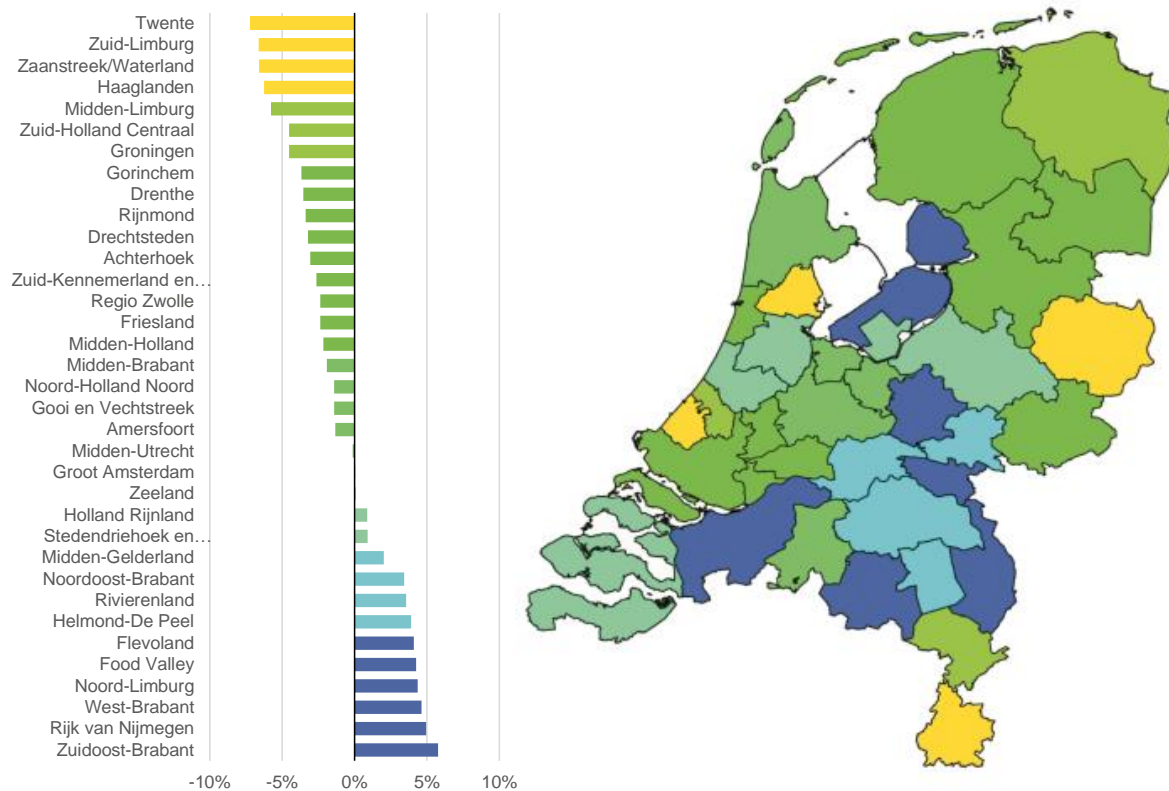 Twente
Zuid-Limburg
Zaanstreek/Waterland
Haaglanden
Midden-Limburg
Zuid-Holland Centraal
Groningen
Gorinchem
Drenthe
Rijnmond
Drechtsteden
Achterhoek
Zuid-Kennemerland en…
Regio Zwolle
Friesland
Midden-Holland
Midden-Brabant
Noord-Holland Noord
Gooi en Vechtstreek
Amersfoort
Midden-Utrecht
Groot Amsterdam
Zeeland
Holland Rijnland
Stedendriehoek en…
Midden-Gelderland
Noordoost-Brabant
Rivierenland
Helmond-De Peel
Flevoland
Food Valley
Noord-Limburg
West-Brabant
Rijk van Nijmegen
Zuidoost-Brabant
-10% -5% 0% 5% 10%